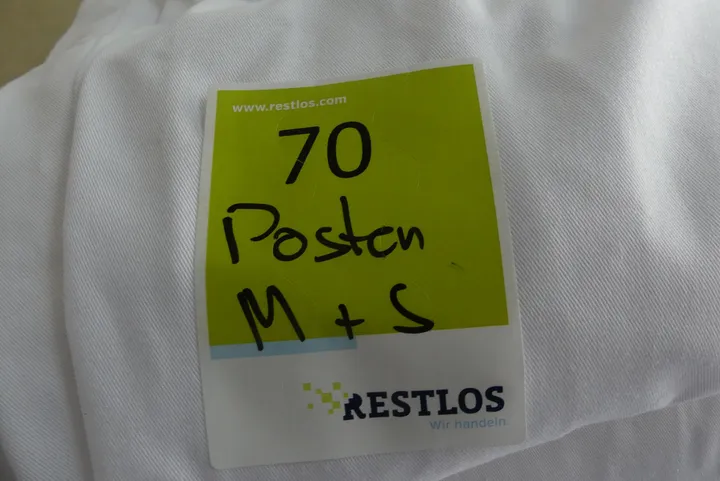 www.restlos.com
70
Posten
M + S
RESTLOS
Wir handeln.